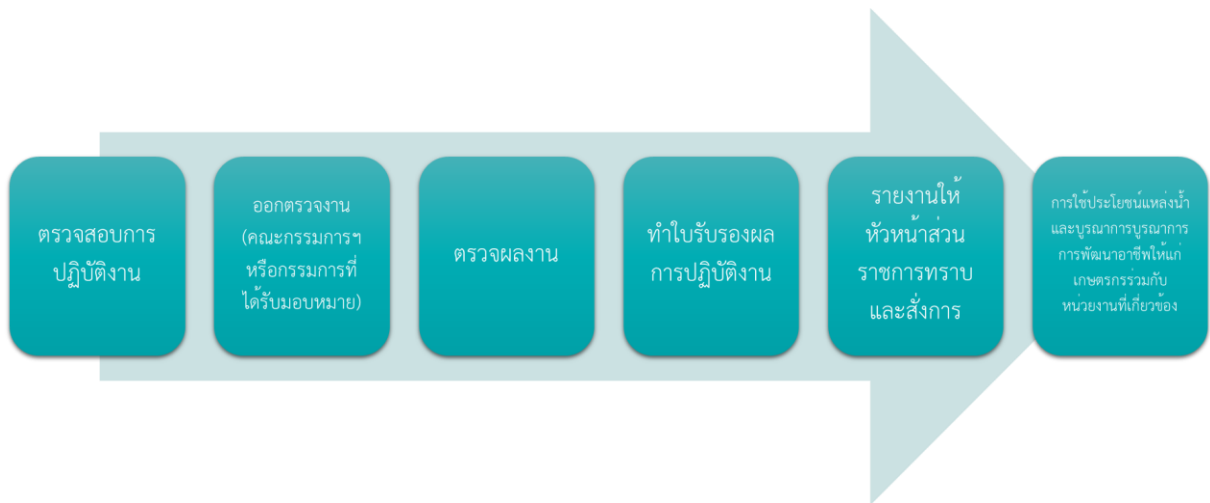 ตรวจสอบการ
ปฏิบัติงาน
ออกตรวจงาน
(คณะกรรมการฯ
หรือกรรมการที่
ได้รับมอบหมาย)
ตรวจผลงาน
ทำใบรับรองผล
การปฏิบัติงาน
รายงานให้
หัวหน้าส่วน
ราชการทราบ
และสั่งการ
การใช้ประโยชน์แหล่งน้ำ
และบูรณาการบูรณาการ
การพัฒนาอาชีพให้แก่
เกษตรกรร่วมกับ
หน่วยงานที่เกี่ยวข้อง